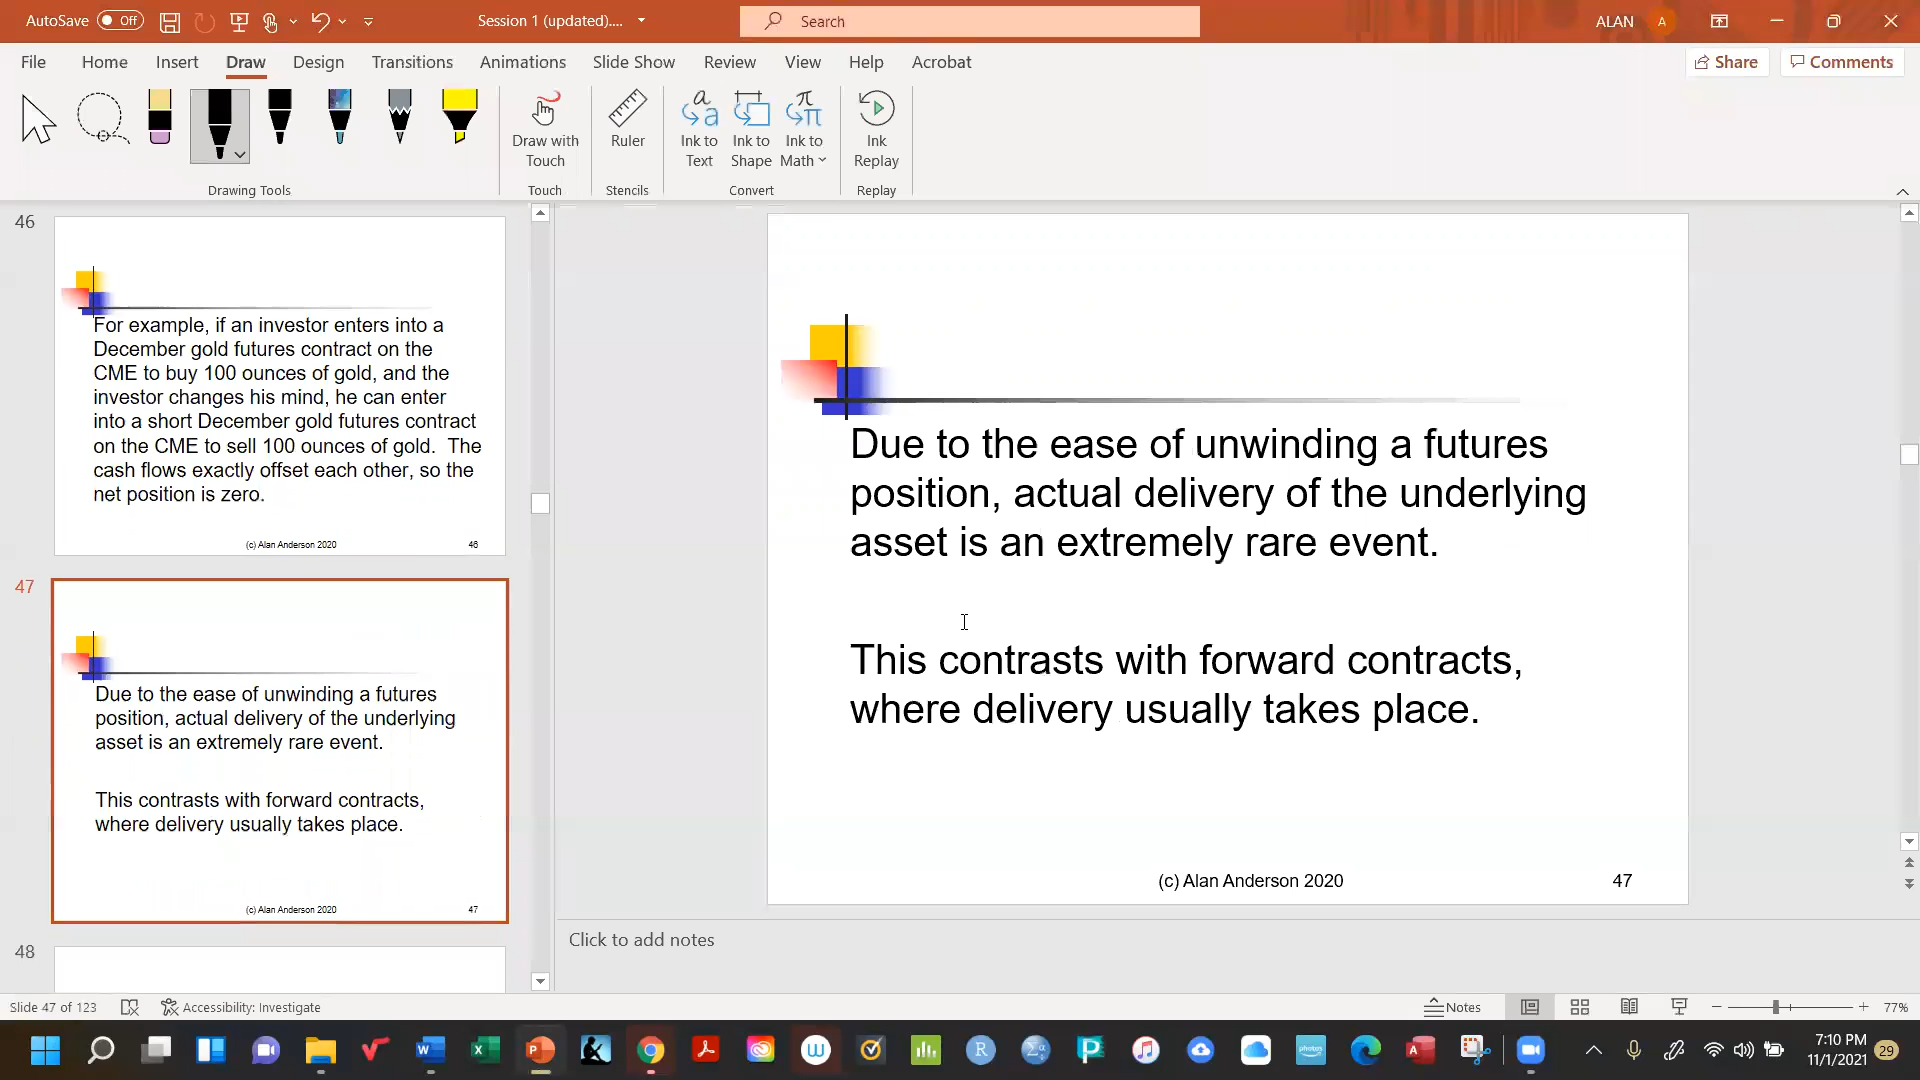 AutoSave Off
Session 1 (updated)....
Search
ALAN A
File Home Insert Draw Design Transitions Animations Slide Show Review View Help Acrobat
Share Comments
Draw with Touch
Ruler
Ink to Text
Ink to Shape
Ink to Math
Ink Replay
Drawing Tools Touch Stencils Convert Replay
46
For example, if an investor enters into a
December gold futures contract on the
CME to buy 100 ounces of gold, and the
investor changes his mind, he can enter
into a short December gold futures contract
on the CME to sell 100 ounces of gold. The
cash flows exactly offset each other, so the
net position is zero.
(c) Alan Anderson 2020 46
47
Due to the ease of unwinding a futures
position, actual delivery of the underlying
asset is an extremely rare event.
This contrasts with forward contracts,
where delivery usually takes place.
(c) Alan Anderson 2020 47
48
Due to the ease of unwinding a futures
position, actual delivery of the underlying
asset is an extremely rare event.
This contrasts with forward contracts,
where delivery usually takes place.
(c) Alan Anderson 2020 47
Click to add notes
Slide 47 of 123 Accessibility: Investigate Notes 77%
7:10 PM
11/1/2021 29